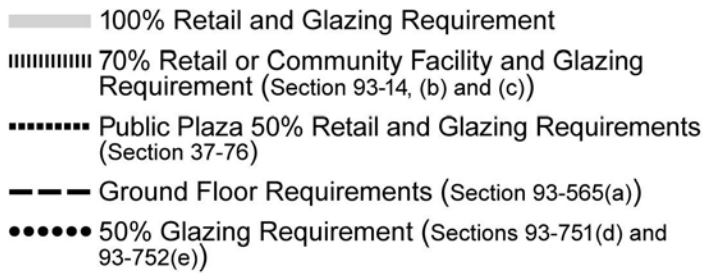 100% Retail and Glazing Requirement
70% Retail or Community Facility and Glazing
Requirement (Section 93-14, (b) and (c))
Public Plaza 50% Retail and Glazing Requirements
(Section 37-76)
Ground Floor Requirements (Section 93-565(a))
50% Glazing Requirement (Sections 93-751(d) and
93-752(e))